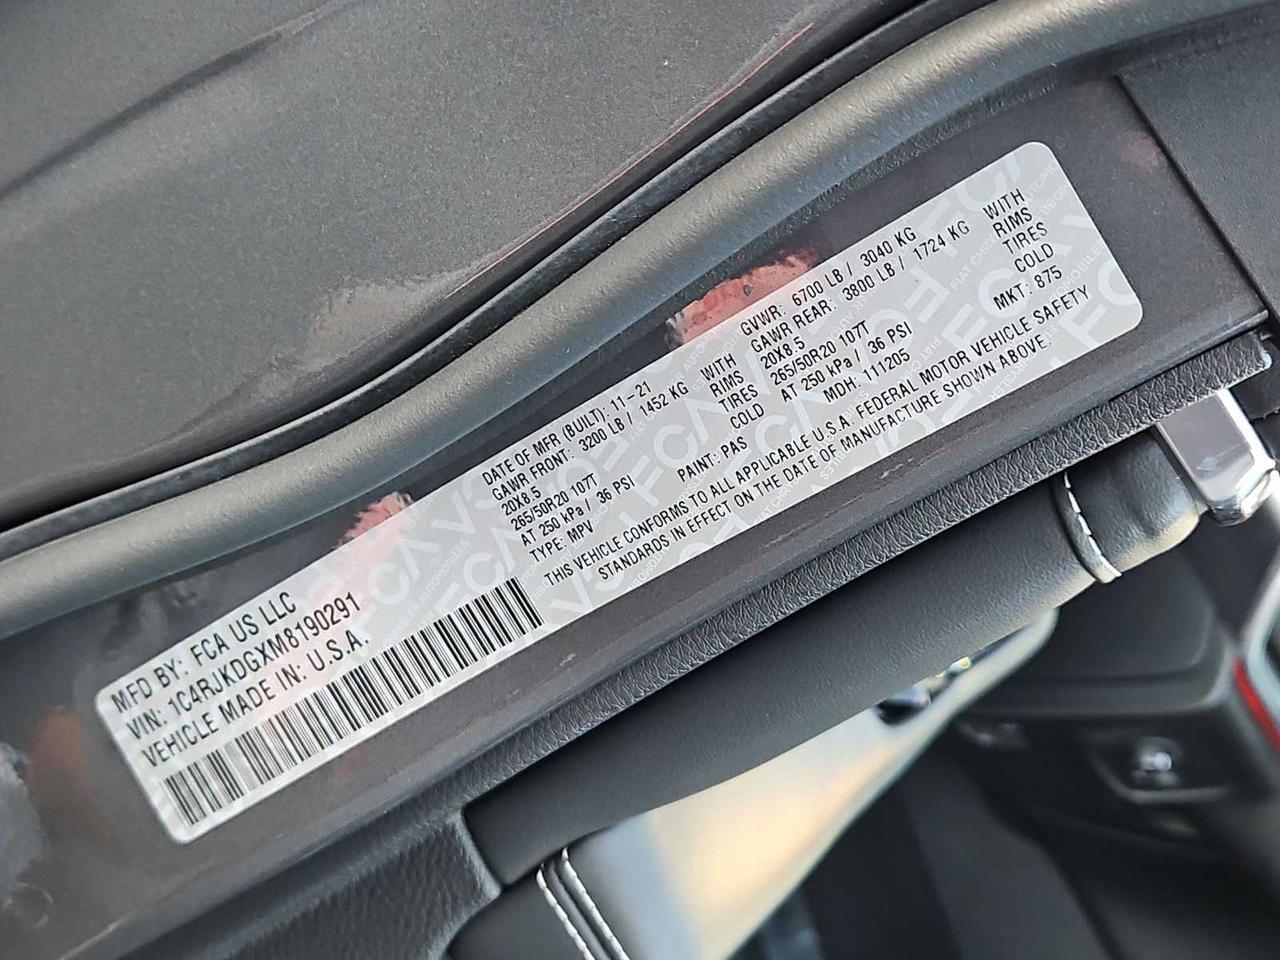 MFD BY: FCA US LLC
VIN: 1C4RJKDGXM8190291
VEHICLE MADE IN: U.S.A.
DATE OF MFR (BUILT): 11-21
GAWR FRONT: 3200 LB / 1452 KG WITH
20X8.5 RIMS
265/50R20 107T TIRES
AT 250 kPa / 36 PSI COLD
TYPE: MPV PAINT: PAS
GVWR: 6700 LB / 3040 KG
GAWR REAR: 3800 LB / 1724 KG WITH
20X8.5 RIMS
265/50R20 107T TIRES
AT 250 kPa / 36 PSI COLD
MDH: 111205 MKT: 875
THIS VEHICLE CONFORMS TO ALL APPLICABLE U.S.A. FEDERAL MOTOR VEHICLE SAFETY
STANDARDS IN EFFECT ON THE DATE OF MANUFACTURE SHOWN ABOVE.